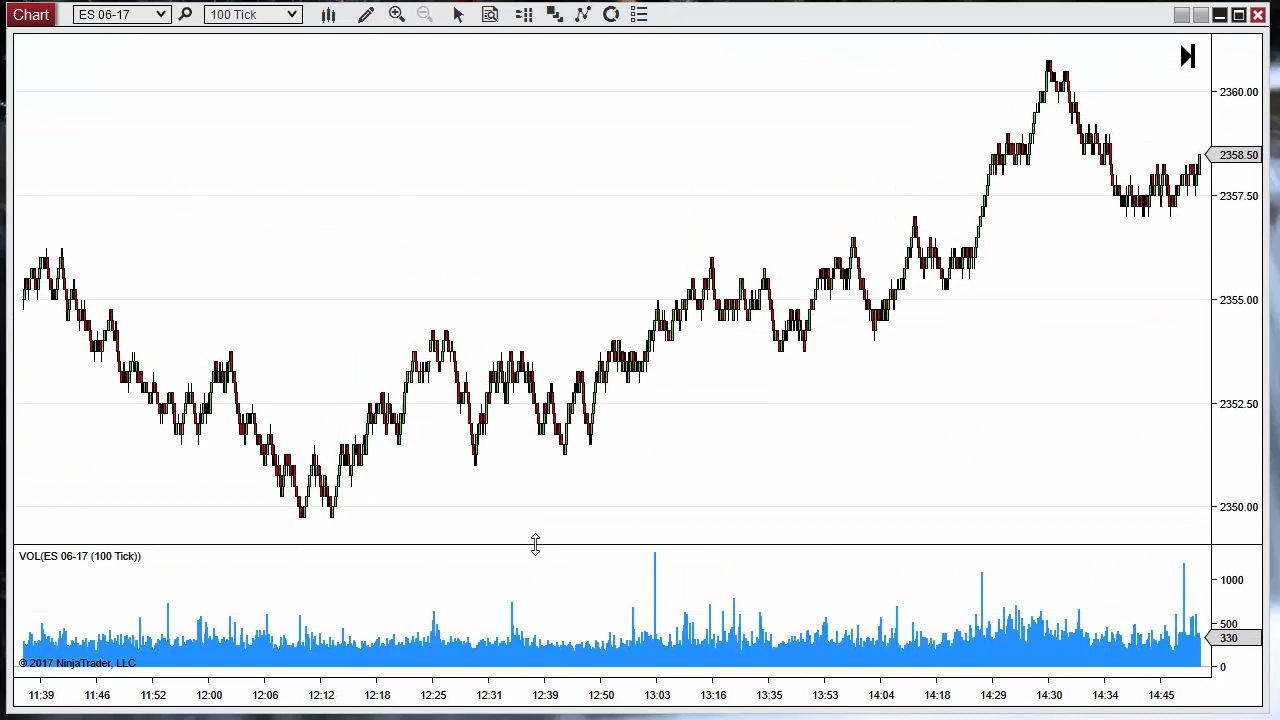 Chart ES 06-17 100 Tick
2360.00
2358.50
2357.50
2355.00
2352.50
2350.00
VOL(ES 06-17 (100 Tick))
1000
500
330
0
© 2017 NinjaTrader, LLC
11:39 11:46 11:52 12:00 12:06 12:12 12:18 12:25 12:31 12:39 12:50 13:03 13:16 13:35 13:53 14:04 14:18 14:29 14:30 14:34 14:45